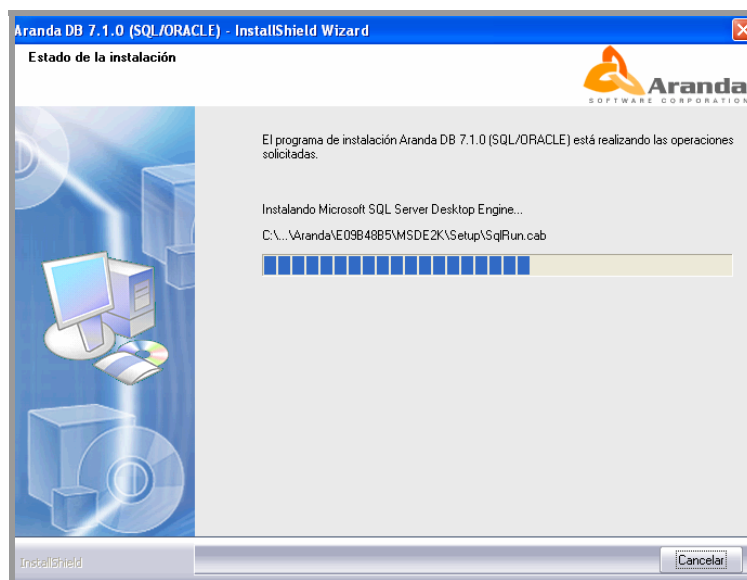 Aranda DB 7.1.0 (SQL/ORACLE) - InstallShield Wizard
Estado de la instalación
Aranda
SOFTWARE CORPORATION
El programa de instalación Aranda DB 7.1.0 (SQL/ORACLE) está realizando las operaciones
solicitadas.
Instalando Microsoft SQL Server Desktop Engine...
C:\...\Aranda\E09B48B5\MSDE2K\Setup\SqlRun.cab
InstallShield
Cancelar